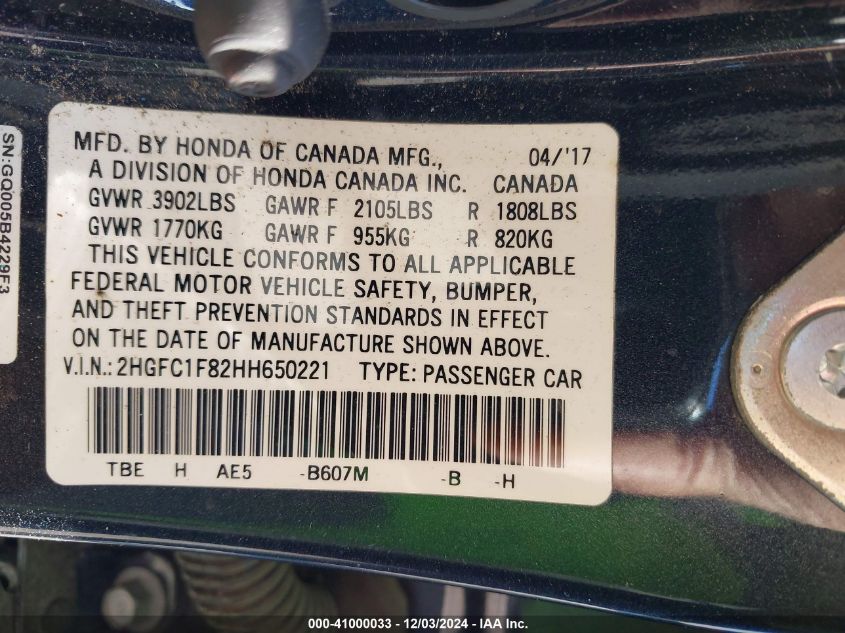 SN:GQ005B4229F3
MFD. BY HONDA OF CANADA MFG., 04/'17
A DIVISION OF HONDA CANADA INC. CANADA
GVWR 3902LBS GAWR F 2105LBS R 1808LBS
GVWR 1770KG GAWR F 955KG R 820KG
THIS VEHICLE CONFORMS TO ALL APPLICABLE
FEDERAL MOTOR VEHICLE SAFETY, BUMPER,
AND THEFT PREVENTION STANDARDS IN EFFECT
ON THE DATE OF MANUFACTURE SHOWN ABOVE.
V.I.N.: 2HGFC1F82HH650221 TYPE: PASSENGER CAR
TBE H AE5 -B607M -B -H
000-41000033 - 12/03/2024 - IAA Inc.